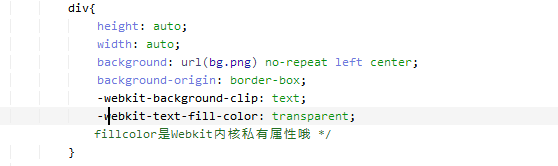 div{
height: auto;
width: auto;
background: url(bg.png) no-repeat left center;
background-origin: border-box;
-webkit-background-clip: text;
-webkit-text-fill-color: transparent;
fillcolor是Webkit内核私有属性哦 */
}